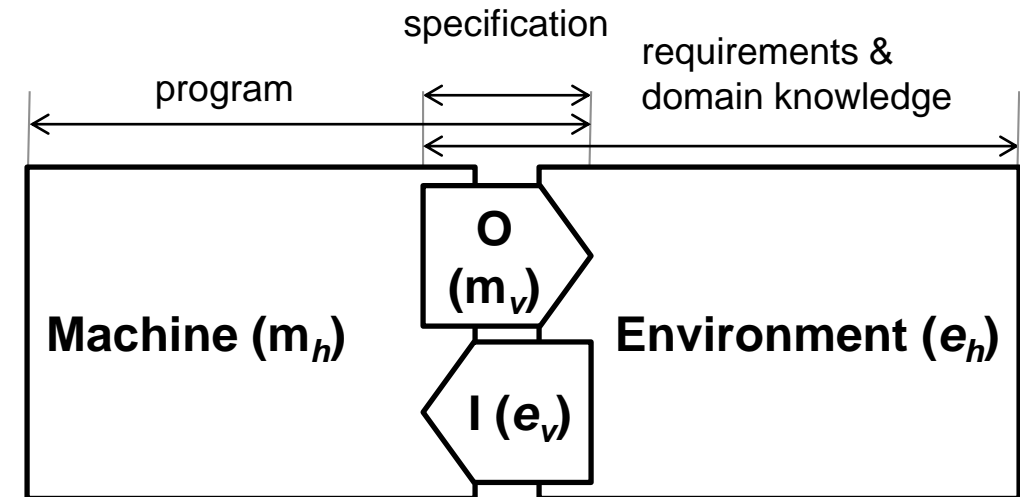 specification
requirements &
domain knowledge
program
O
(mᵥ)
Machine (mₕ)
Environment (eₕ)
I (eᵥ)